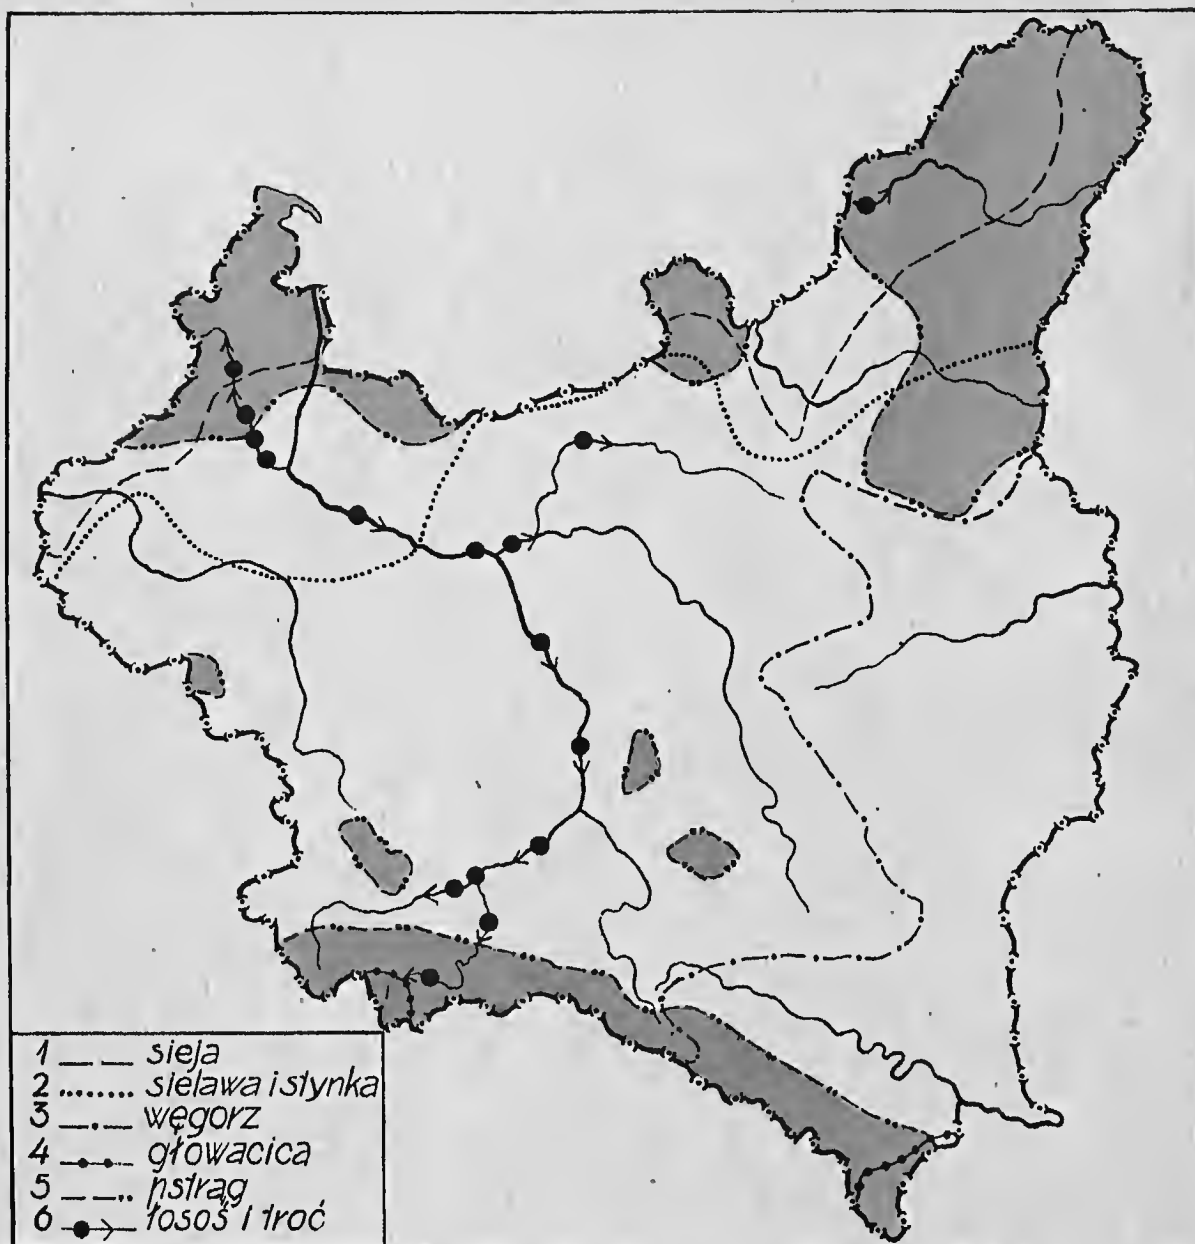 1 sieja
2 sielawa i stynka
3 węgorz
4 głowacica
5 pstrąg
6 łosoś i troć